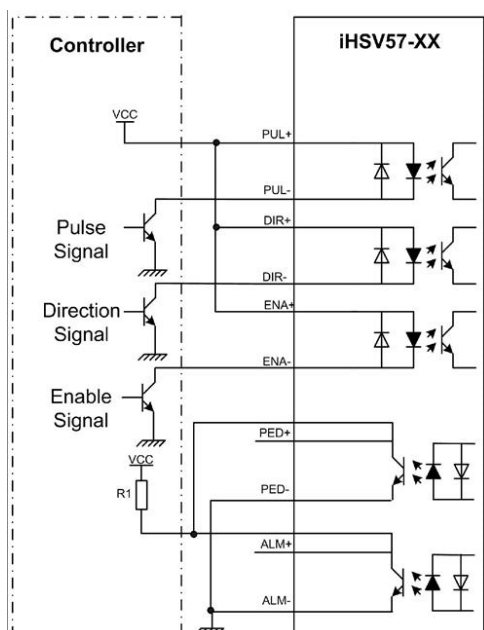 Controller
iHSV57-XX
VCC
PUL+
PUL-
Pulse
Signal
DIR+
DIR-
Direction
Signal
ENA+
ENA-
Enable
Signal
PED+
VCC
R1
PED-
ALM+
ALM-